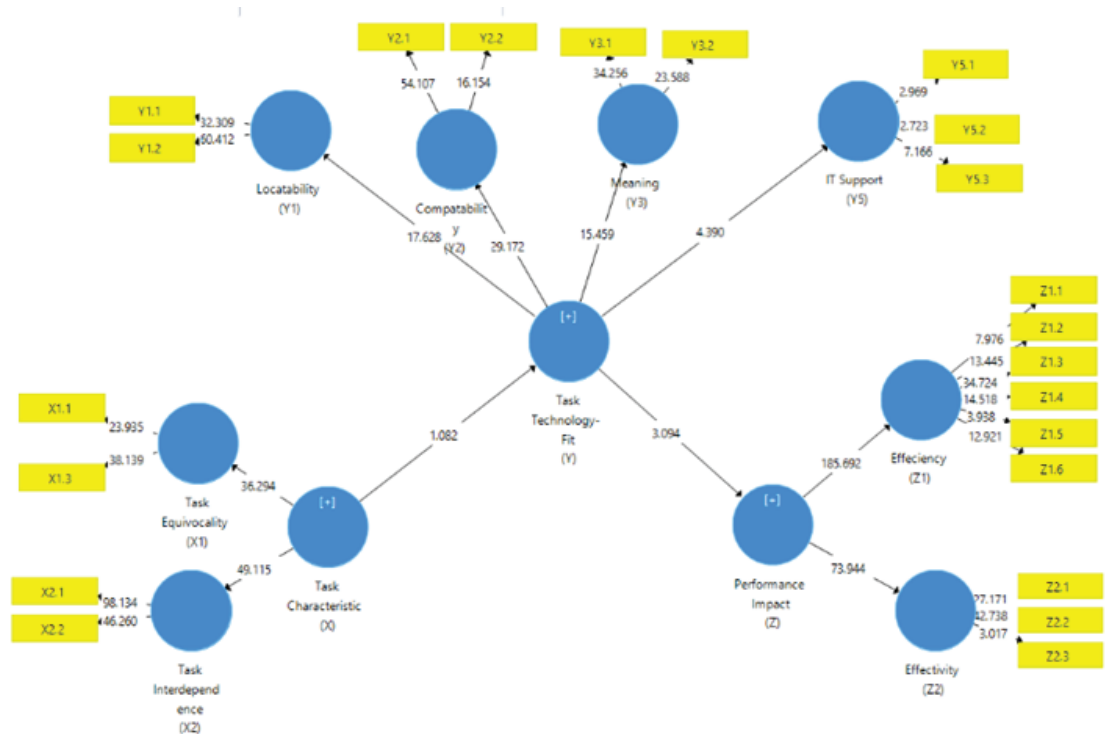 Y2.1
Y2.2
Y3.1
Y3.2
Y5.1
54.107
16.154
34.256
23.588
2.969
Y1.1
32.309
2.723
Y5.2
Y1.2
60.412
7.166
Y5.3
Locatability
(Y1)
Compatabilit
y
(Y2)
Meaning
(Y3)
IT Support
(Y5)
17.628
29.172
15.459
4.390
[+]
Task
Technology-
Fit
(Y)
Z1.1
7.976
Z1.2
13.445
Z1.3
34.724
Z1.4
14.518
Z1.5
3.938
Z1.6
12.921
Effeciency
(Z1)
X1.1
23.935
X1.3
38.139
Task
Equivocality
(X1)
36.294
1.082
3.094
185.692
[+]
Task
Characteristic
(X)
[+]
Performance
Impact
(Z)
49.115
73.944
X2.1
98.134
X2.2
46.260
Task
Interdepend
ence
(X2)
Z2.1
27.171
Z2.2
42.738
Z2.3
3.017
Effectivity
(Z2)